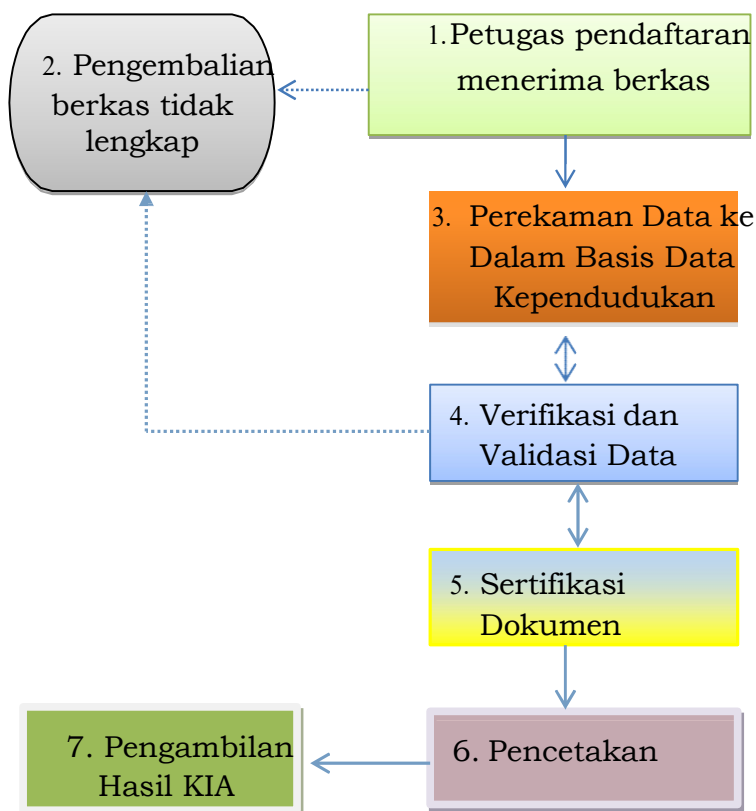 1.Petugas pendaftaran
menerima berkas
2. Pengembalian
berkas tidak
lengkap
3. Perekaman Data ke
Dalam Basis Data
Kependudukan
4. Verifikasi dan
Validasi Data
5. Sertifikasi
Dokumen
6. Pencetakan
7. Pengambilan
Hasil KIA